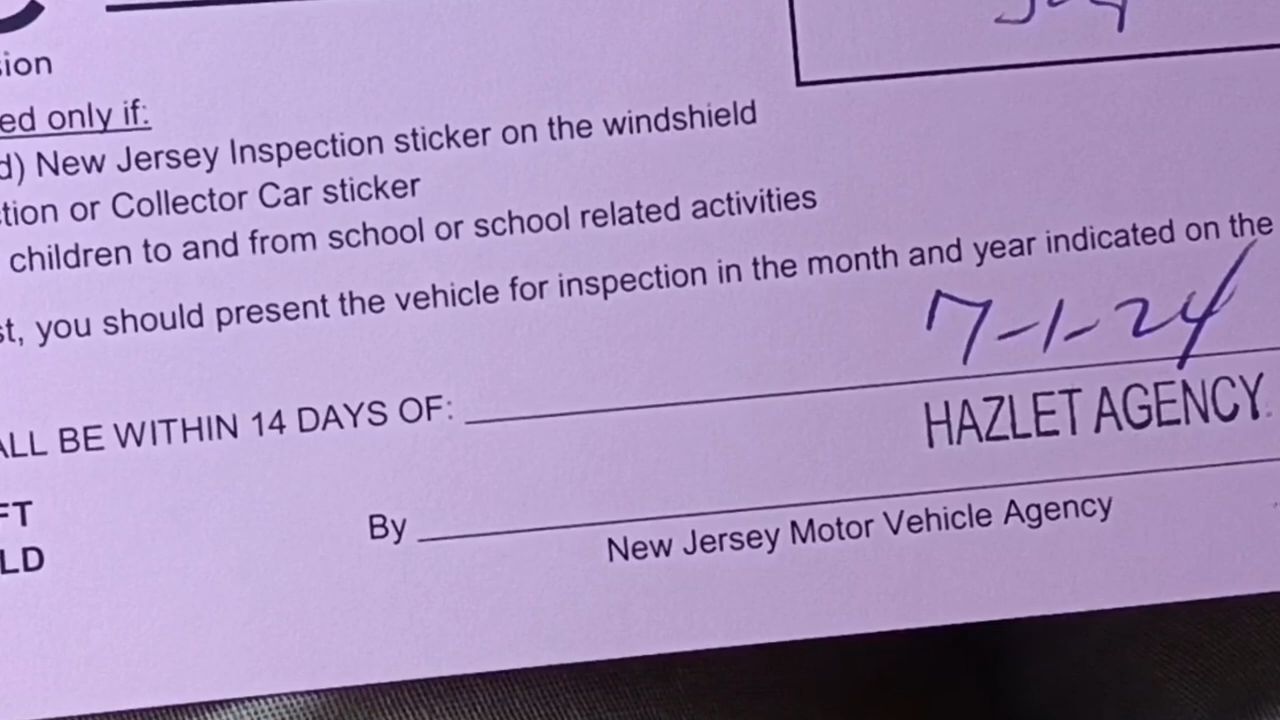 ed only if:
d) New Jersey Inspection sticker on the windshield
tion or Collector Car sticker
children to and from school or school related activities
st, you should present the vehicle for inspection in the month and year indicated on the
7-1-24
ALL BE WITHIN 14 DAYS OF:
HAZLET AGENCY
FT
LD
By
New Jersey Motor Vehicle Agency